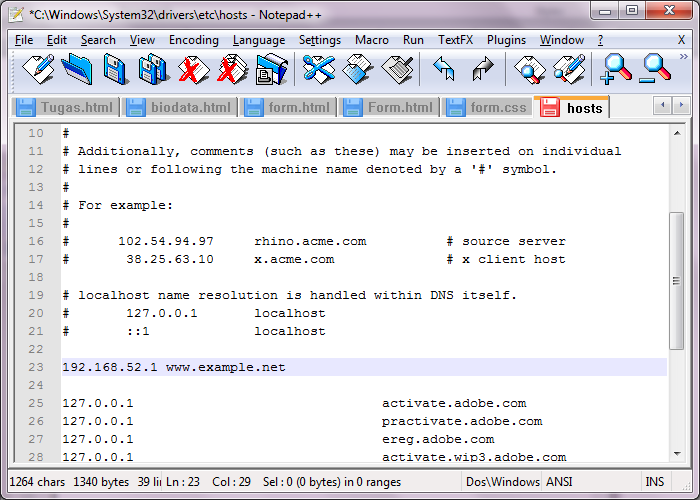 *C:\Windows\System32\drivers\etc\hosts - Notepad++
File Edit Search View Encoding Language Settings Macro Run TextFX Plugins Window ? X
Tugas.html biodata.html form.html Form.html form.css hosts
10 #
11 # Additionally, comments (such as these) may be inserted on individual
12 # lines or following the machine name denoted by a '#' symbol.
13 #
14 # For example:
15 #
16 # 102.54.94.97 rhino.acme.com # source server
17 # 38.25.63.10 x.acme.com # x client host
18
19 # localhost name resolution is handled within DNS itself.
20 # 127.0.0.1 localhost
21 # ::1 localhost
22
23 192.168.52.1 www.example.net
24
25 127.0.0.1 activate.adobe.com
26 127.0.0.1 practivate.adobe.com
27 127.0.0.1 ereg.adobe.com
28 127.0.0.1 activate.wip3.adobe.com
1264 chars 1340 bytes 39 lin Ln : 23 Col : 29 Sel : 0 (0 bytes) in 0 ranges Dos\Windows ANSI INS